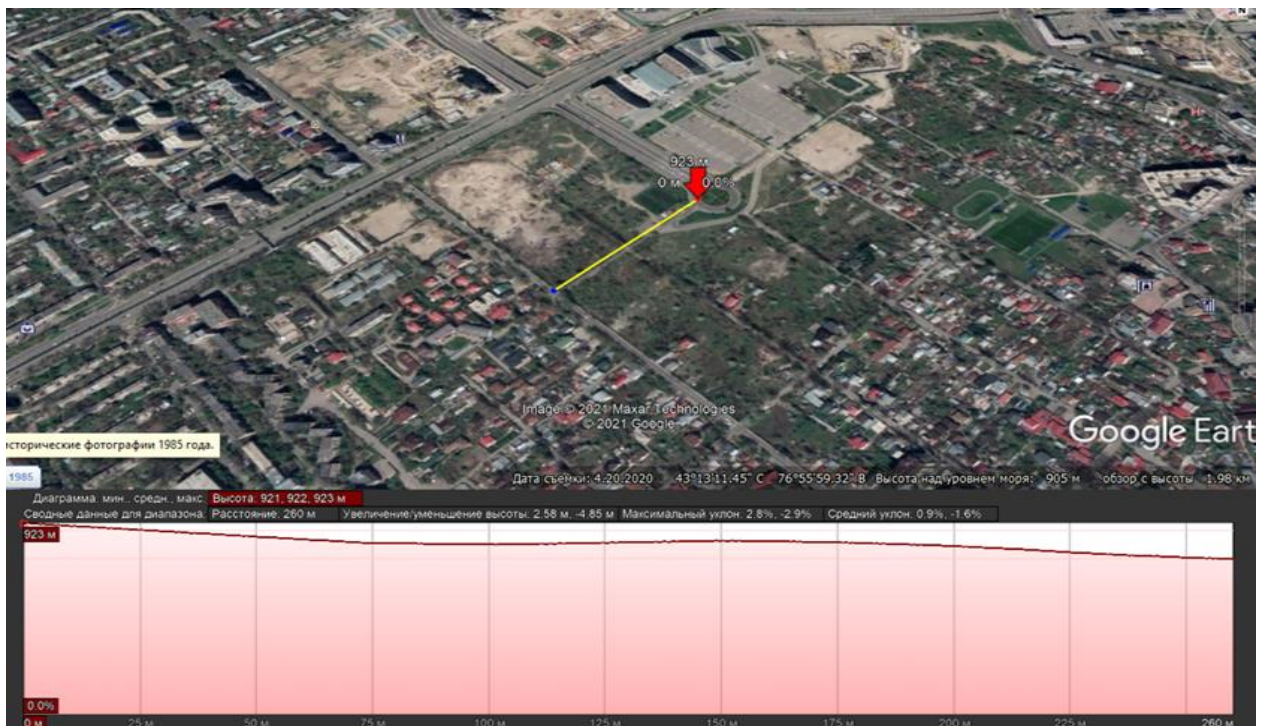 N
923 м
0 м 0.0%
Image © 2021 Maxar Technologies
© 2021 Google
Google Eart
исторические фотографии 1985 года.
1985
Дата съёмки: 4.20.2020 43°13'11.45" С 76°55'59.32" В Высота над уровнем моря: 905 м обзор с высоты 1.98 км
Диаграмма: мин., средн., макс. Высота: 921, 922, 923 м
Сводные данные для диапазона: Расстояние: 260 м Увеличение/уменьшение высоты: 2.58 м, -4.85 м Максимальный уклон: 2.8%, -2.9% Средний уклон: 0.9%, -1.6%
923 м
0.0%
0 м 25 м 50 м 75 м 100 м 125 м 150 м 175 м 200 м 225 м 260 м